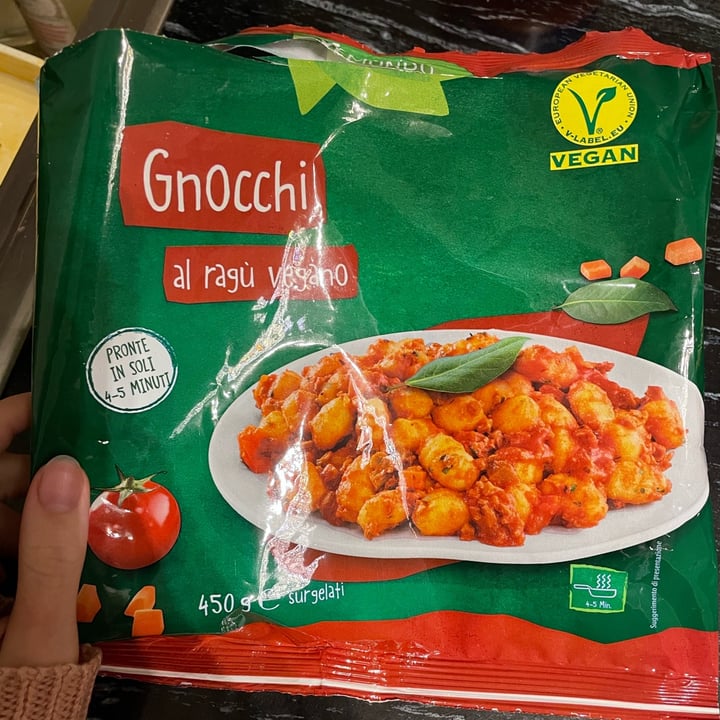 EUROPEAN VEGETARIAN UNION
V-LABEL.EU
VEGAN
Gnocchi
al ragù vegano
PRONTE
IN SOLI
4-5 MINUTI
450 g e surgelati
4-5 Min.
Suggerimento di presentazione